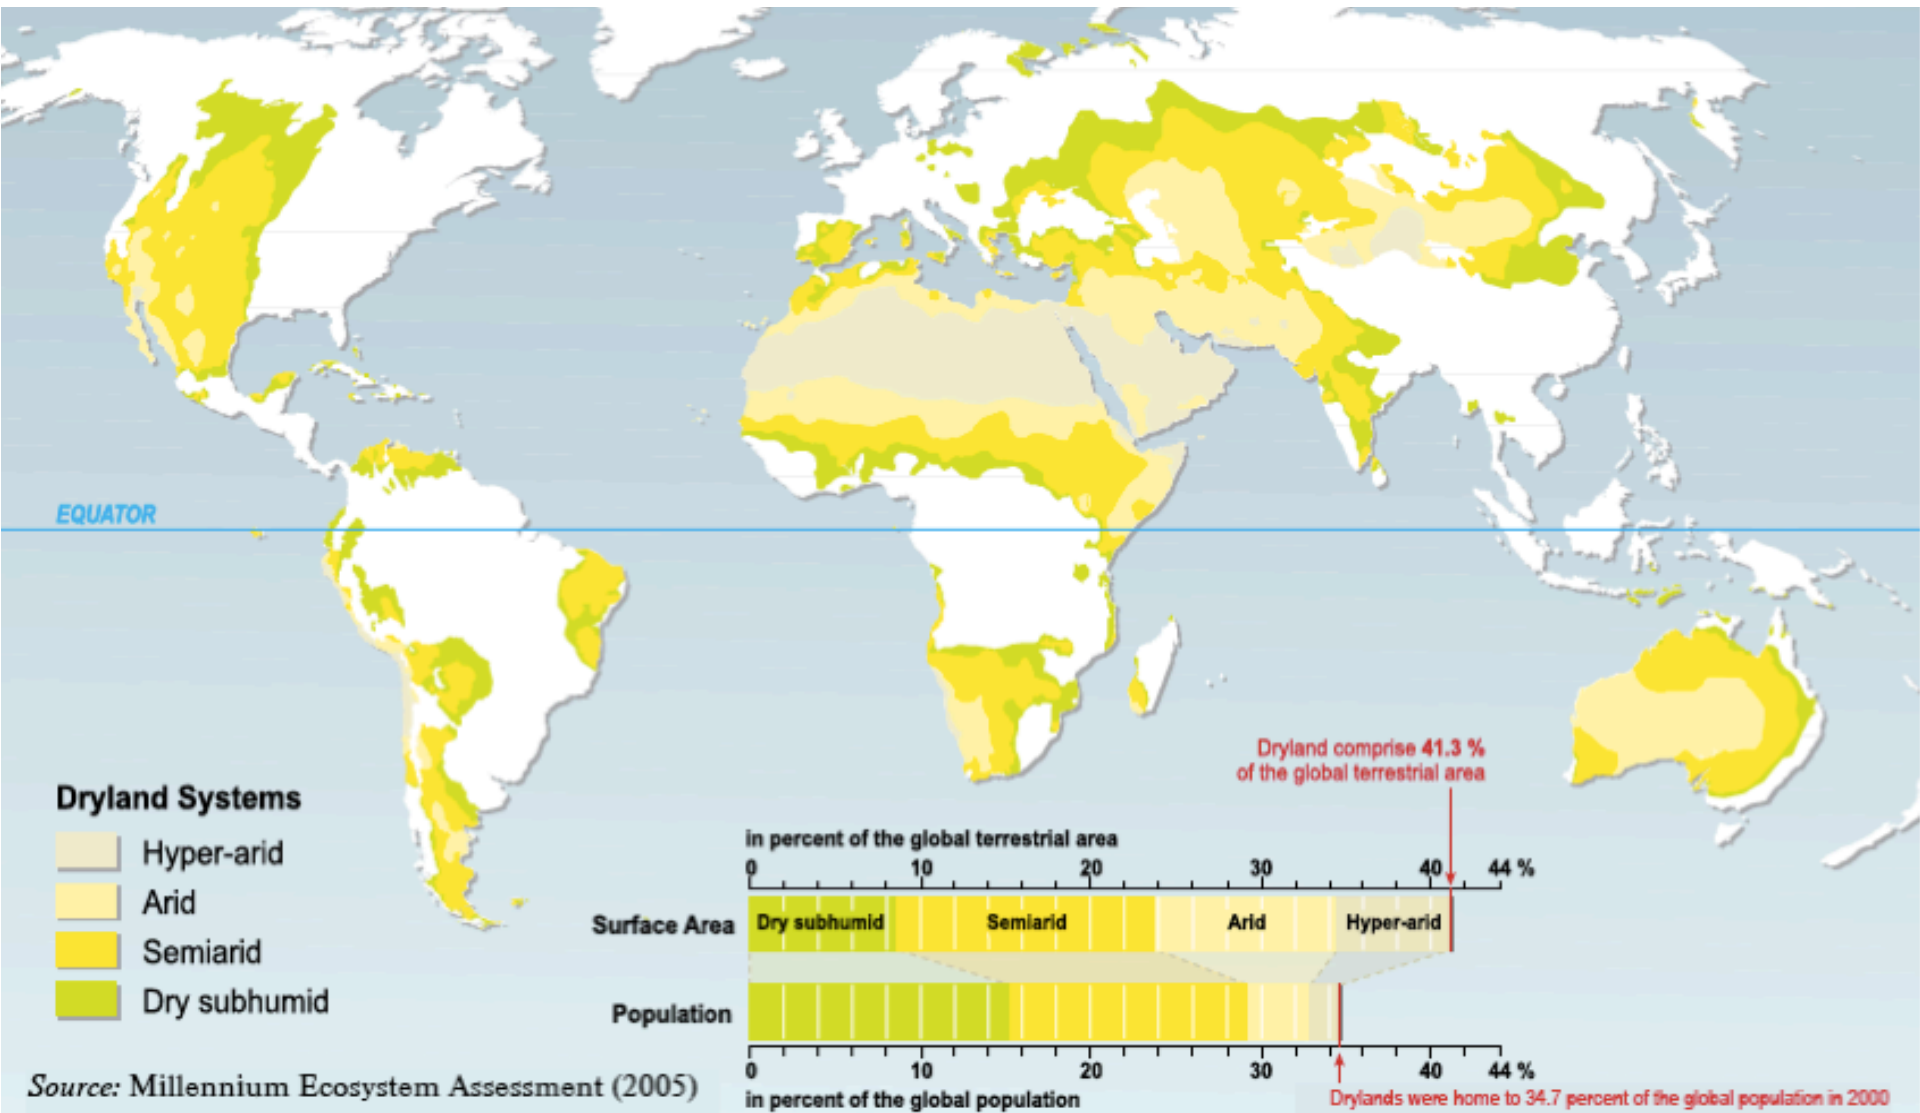 EQUATOR
Dryland Systems
Hyper-arid
Arid
Semiarid
Dry subhumid
Dryland comprise 41.3 %
of the global terrestrial area
in percent of the global terrestrial area
0 10 20 30 40 44 %
Surface Area
Dry subhumid Semiarid Arid Hyper-arid
Population
0 10 20 30 40 44 %
in percent of the global population
Drylands were home to 34.7 percent of the global population in 2000
Source: Millennium Ecosystem Assessment (2005)